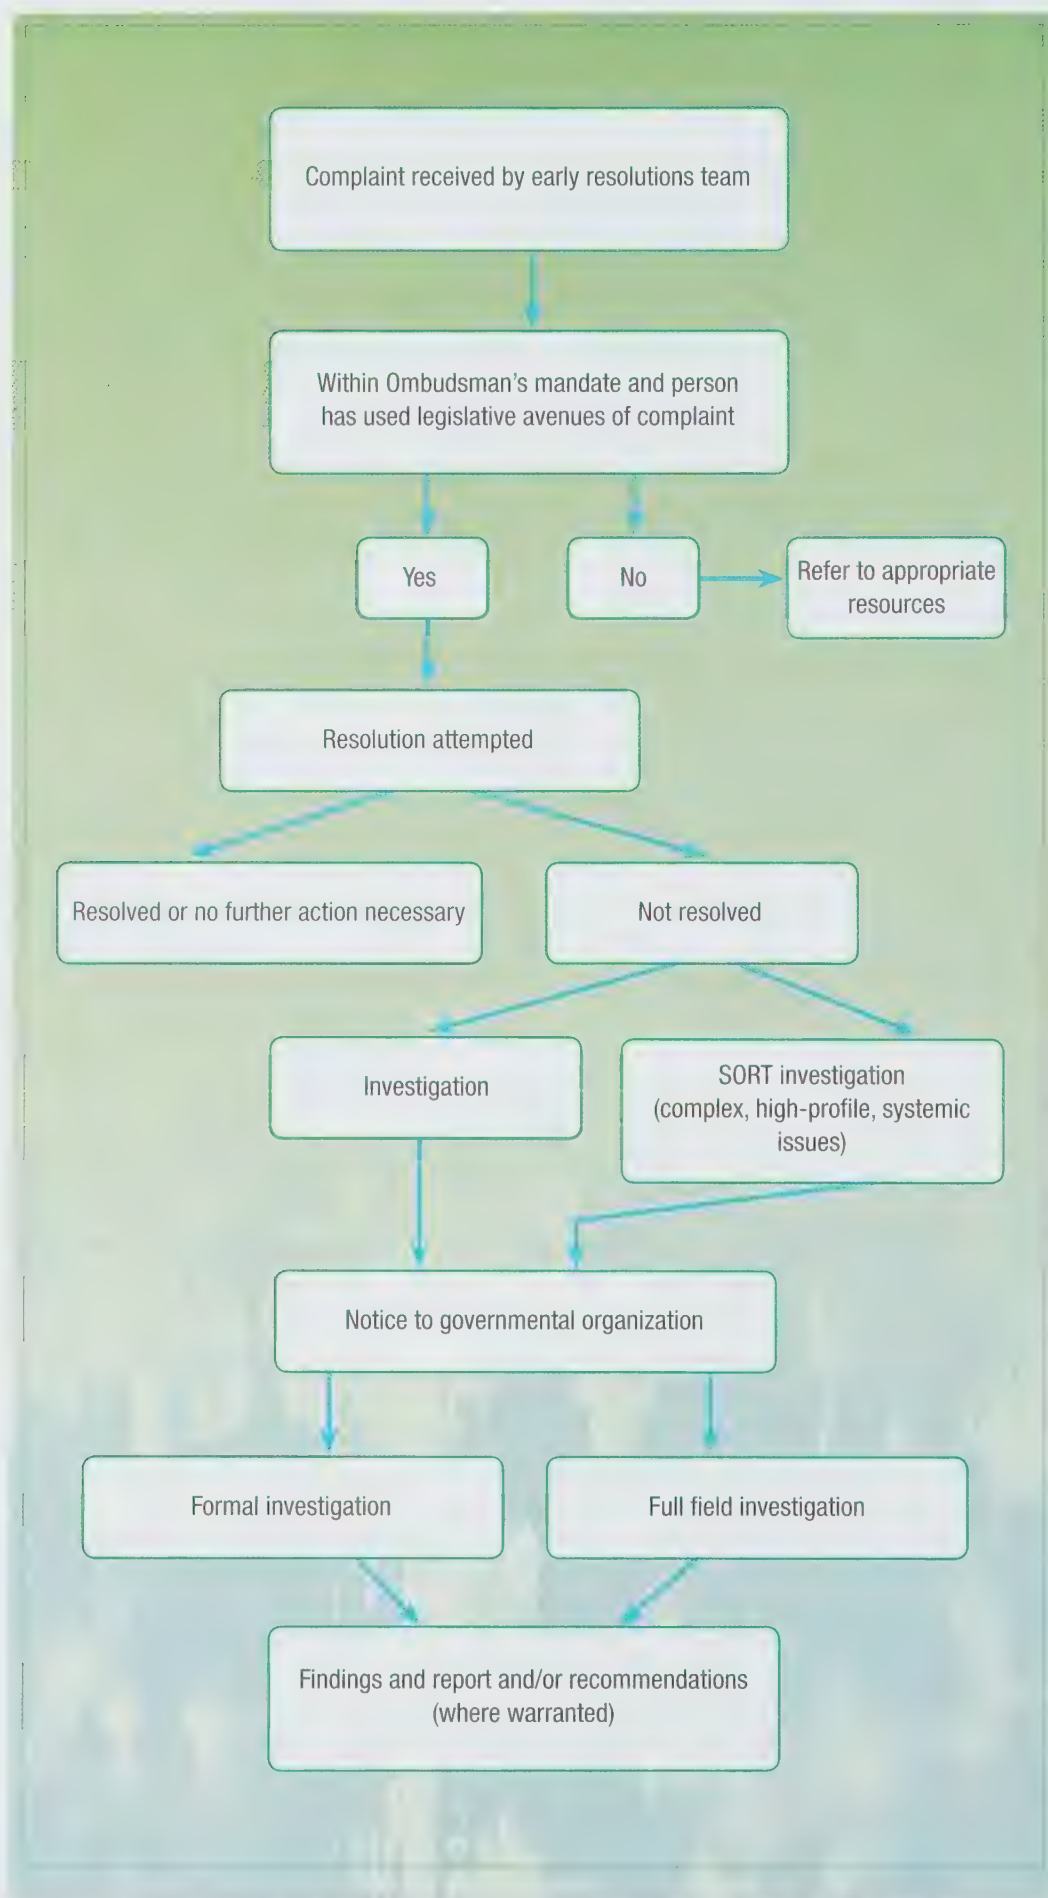 Complaint received by early resolutions team
Within Ombudsman's mandate and person
has used legislative avenues of complaint
Yes
No
Refer to appropriate
resources
Resolution attempted
Resolved or no further action necessary
Not resolved
Investigation
SORT investigation
(complex, high-profile, systemic
issues)
Notice to governmental organization
Formal investigation
Full field investigation
Findings and report and/or recommendations
(where warranted)